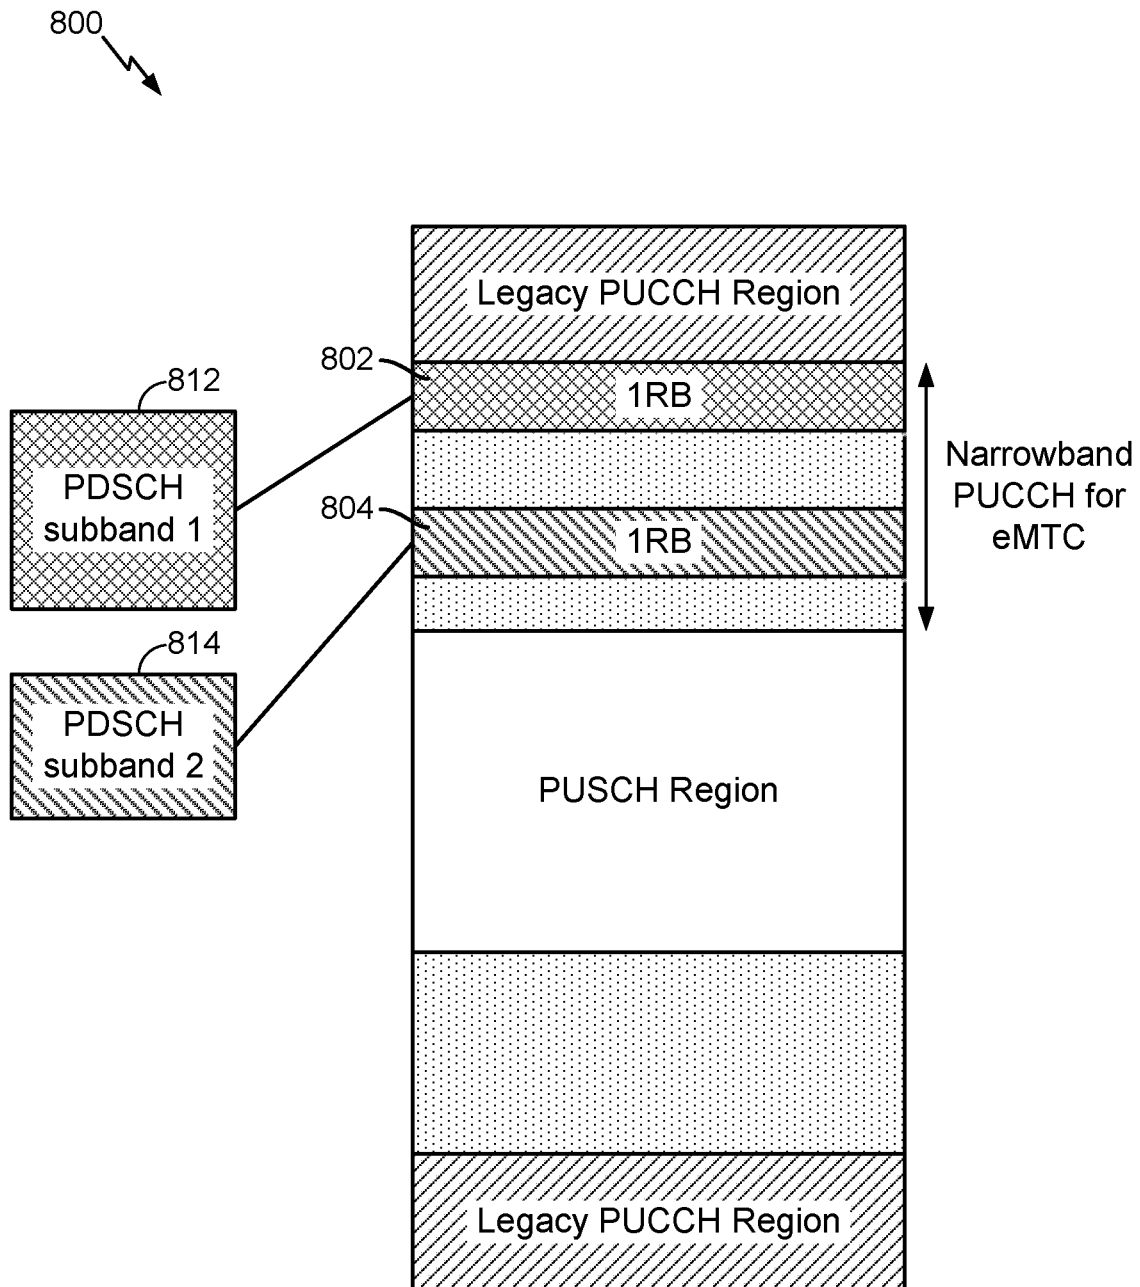 800
Legacy PUCCH Region
802
1RB
812
Narrowband
PUCCH for
eMTC
PDSCH
subband 1
804
1RB
814
PDSCH
subband 2
PUSCH Region
Legacy PUCCH Region